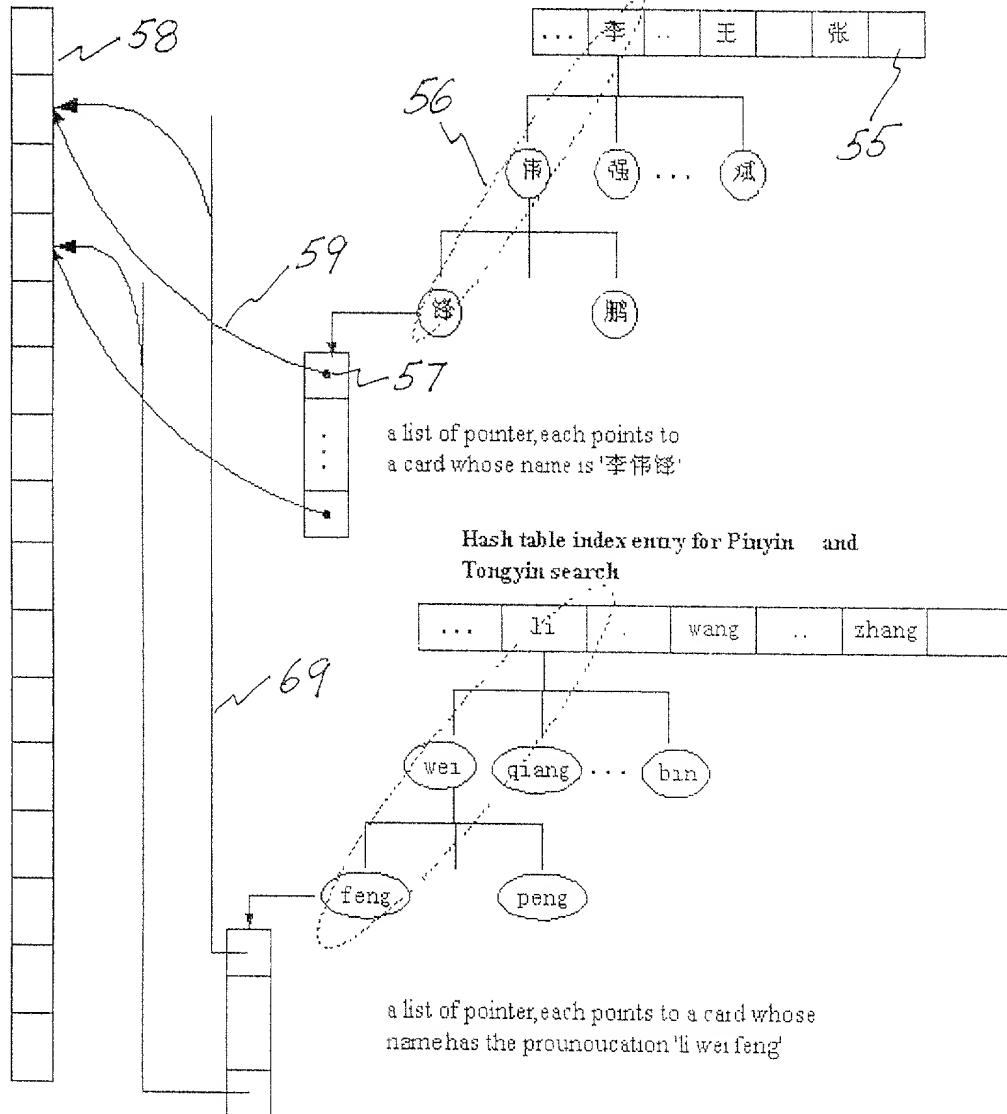 58
... 李 .. 王 张
56
55
伟 强 ... 斌
59
锋 鹏
57
a list of pointer,each points to
a card whose name is '李伟锋'
Hash table index entry for Pinyin and
Tongyin search
... li . wang .. zhang
69
wei qiang ... bin
feng peng
a list of pointer,each points to a card whose
name has the prounoucation 'li wei feng'